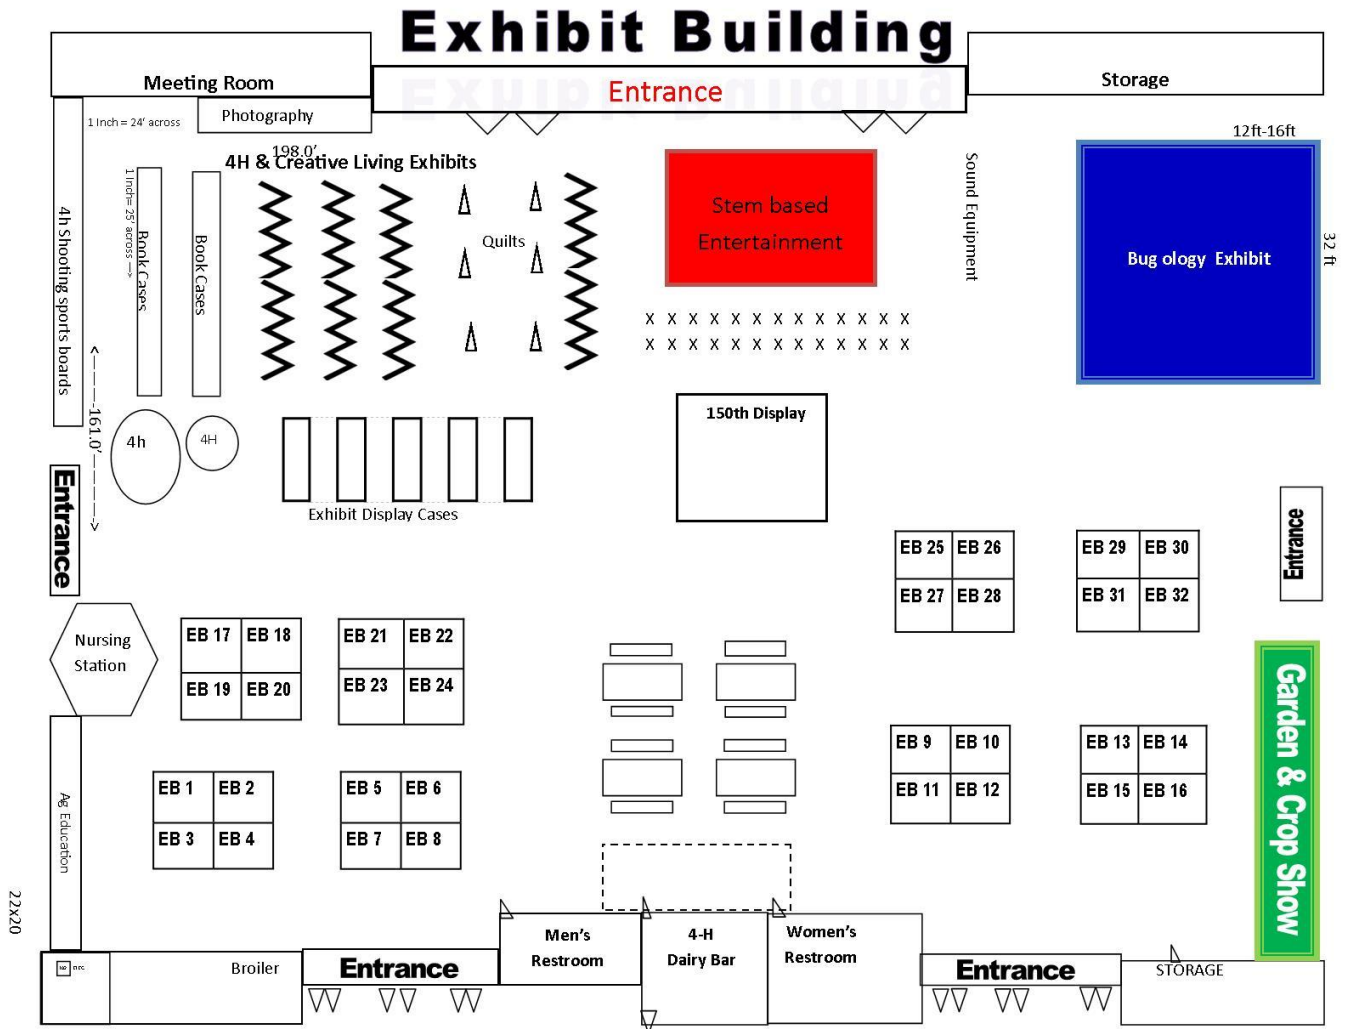 Exhibit Building
Meeting Room
Entrance
Storage
1 Inch = 24' across
Photography
12ft-16ft
198.0'
4H & Creative Living Exhibits
4h Shooting sports boards
1 Inch= 25' across --->
Book Cases
Book Cases
Quilts
Stem based
Entertainment
Sound Equipment
Bug ology Exhibit
32 ft
X X X X X X X X X X X X X
X X X X X X X X X X X X X
<-------161.0'------->
4h
4H
150th Display
Exhibit Display Cases
Entrance
Entrance
EB 25 EB 26
EB 27 EB 28
EB 29 EB 30
EB 31 EB 32
Nursing
Station
EB 17 EB 18
EB 19 EB 20
EB 21 EB 22
EB 23 EB 24
Garden & Crop Show
EB 9 EB 10
EB 11 EB 12
EB 13 EB 14
EB 15 EB 16
Ag Education
EB 1 EB 2
EB 3 EB 4
EB 5 EB 6
EB 7 EB 8
22x20
Broiler
Entrance
Men's
Restroom
4-H
Dairy Bar
Women's
Restroom
Entrance
STORAGE